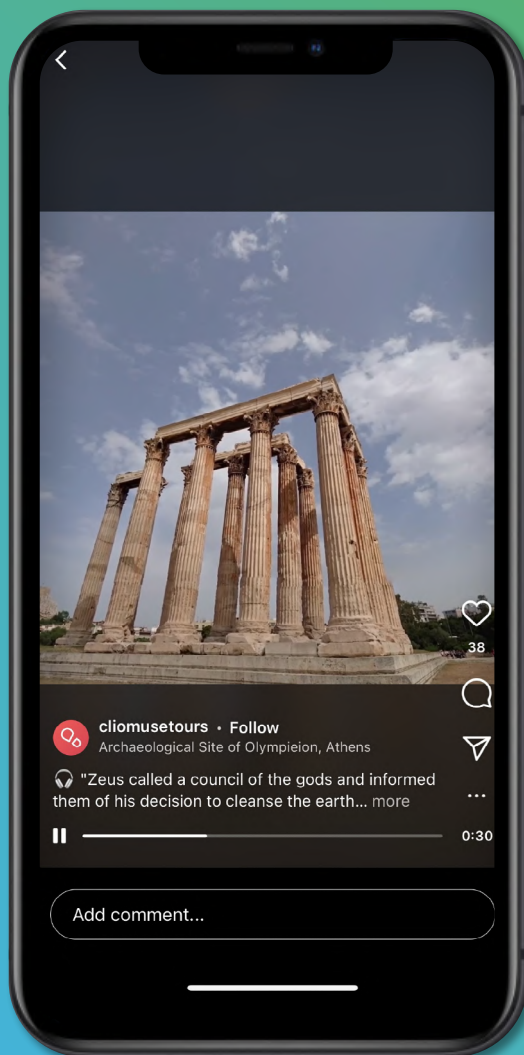 38
cliomusetours • Follow
Archaeological Site of Olympieion, Athens
🎧 "Zeus called a council of the gods and informed
them of his decision to cleanse the earth... more
0:30
Add comment...